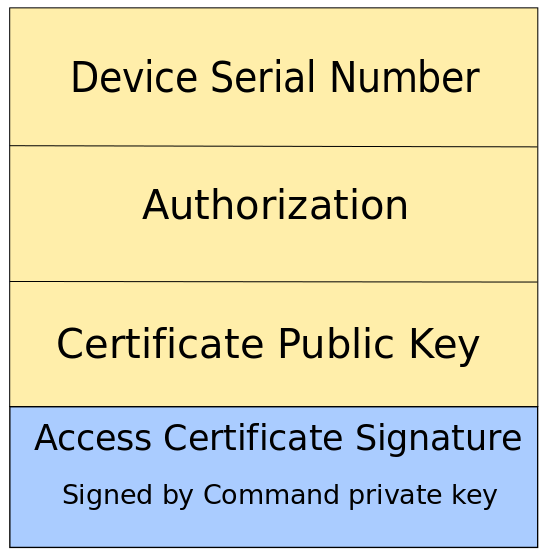 Device Serial Number
Authorization
Certificate Public Key
Access Certificate Signature
Signed by Command private key